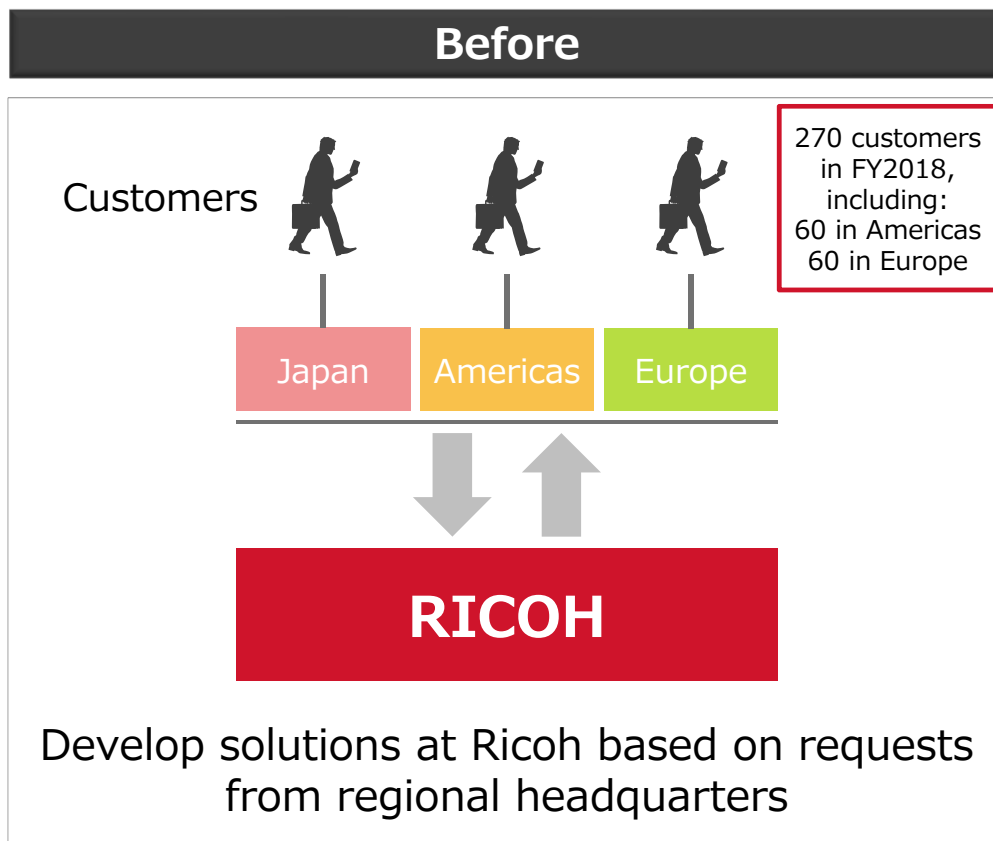 Before
Customers
270 customers
in FY2018,
including:
60 in Americas
60 in Europe
Japan
Americas
Europe
RICOH
Develop solutions at Ricoh based on requests
from regional headquarters